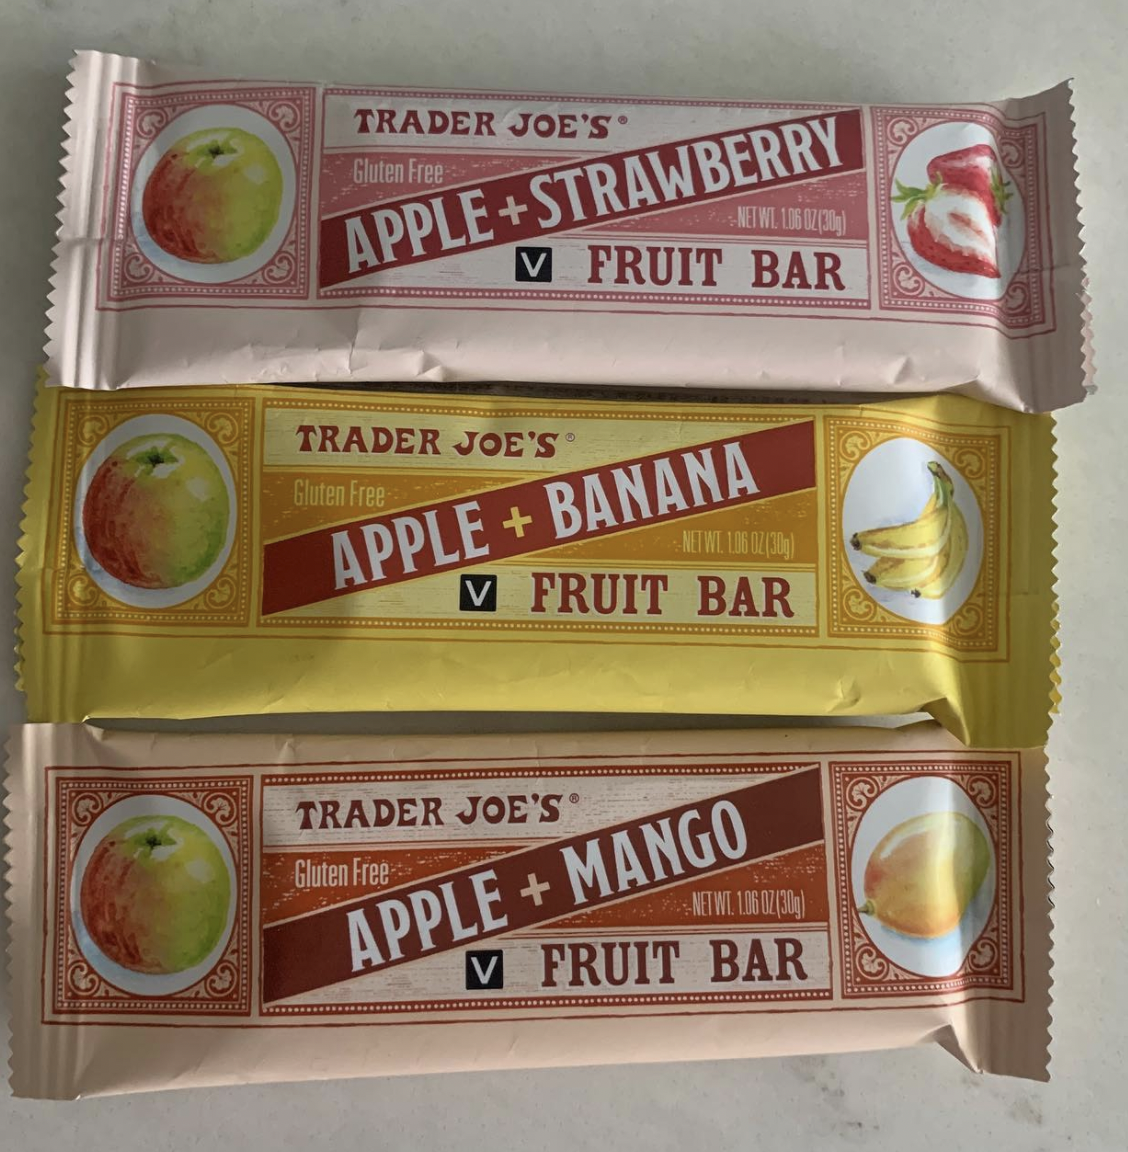 TRADER JOE'S®
Gluten Free
APPLE + STRAWBERRY
NET WT. 1.06 OZ (30g)
V FRUIT BAR
TRADER JOE'S®
Gluten Free
APPLE + BANANA
NET WT. 1.06 OZ (30g)
V FRUIT BAR
TRADER JOE'S®
Gluten Free
APPLE + MANGO
NET WT. 1.06 OZ (30g)
V FRUIT BAR